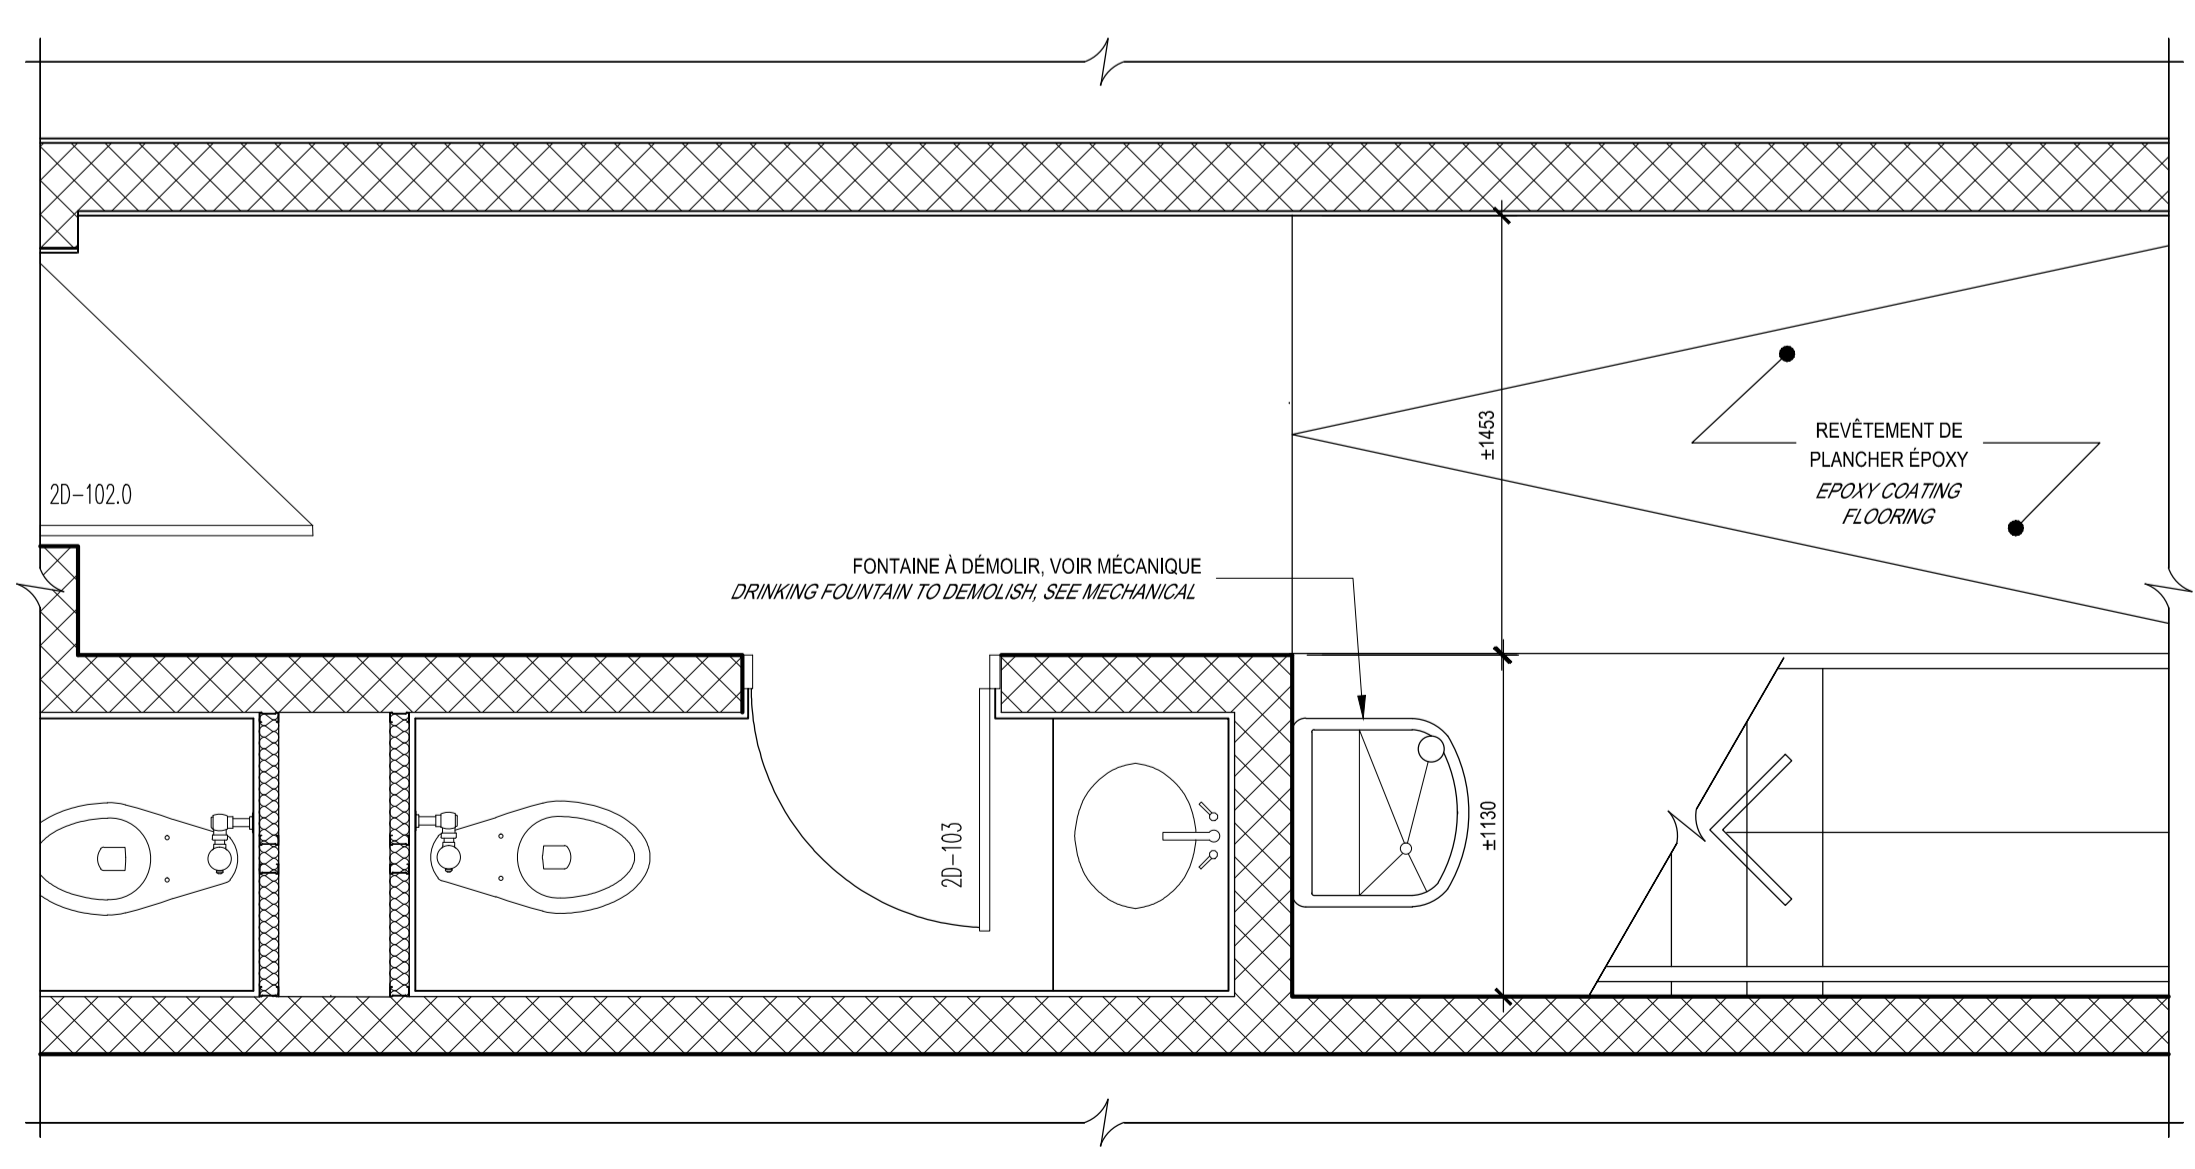 REVÊTEMENT DE
PLANCHER ÉPOXY
EPOXY COATING
FLOORING
±1453
2D-102.0
FONTAINE À DÉMOLIR, VOIR MÉCANIQUE
DRINKING FOUNTAIN TO DEMOLISH, SEE MECHANICAL
±1130
2D-103